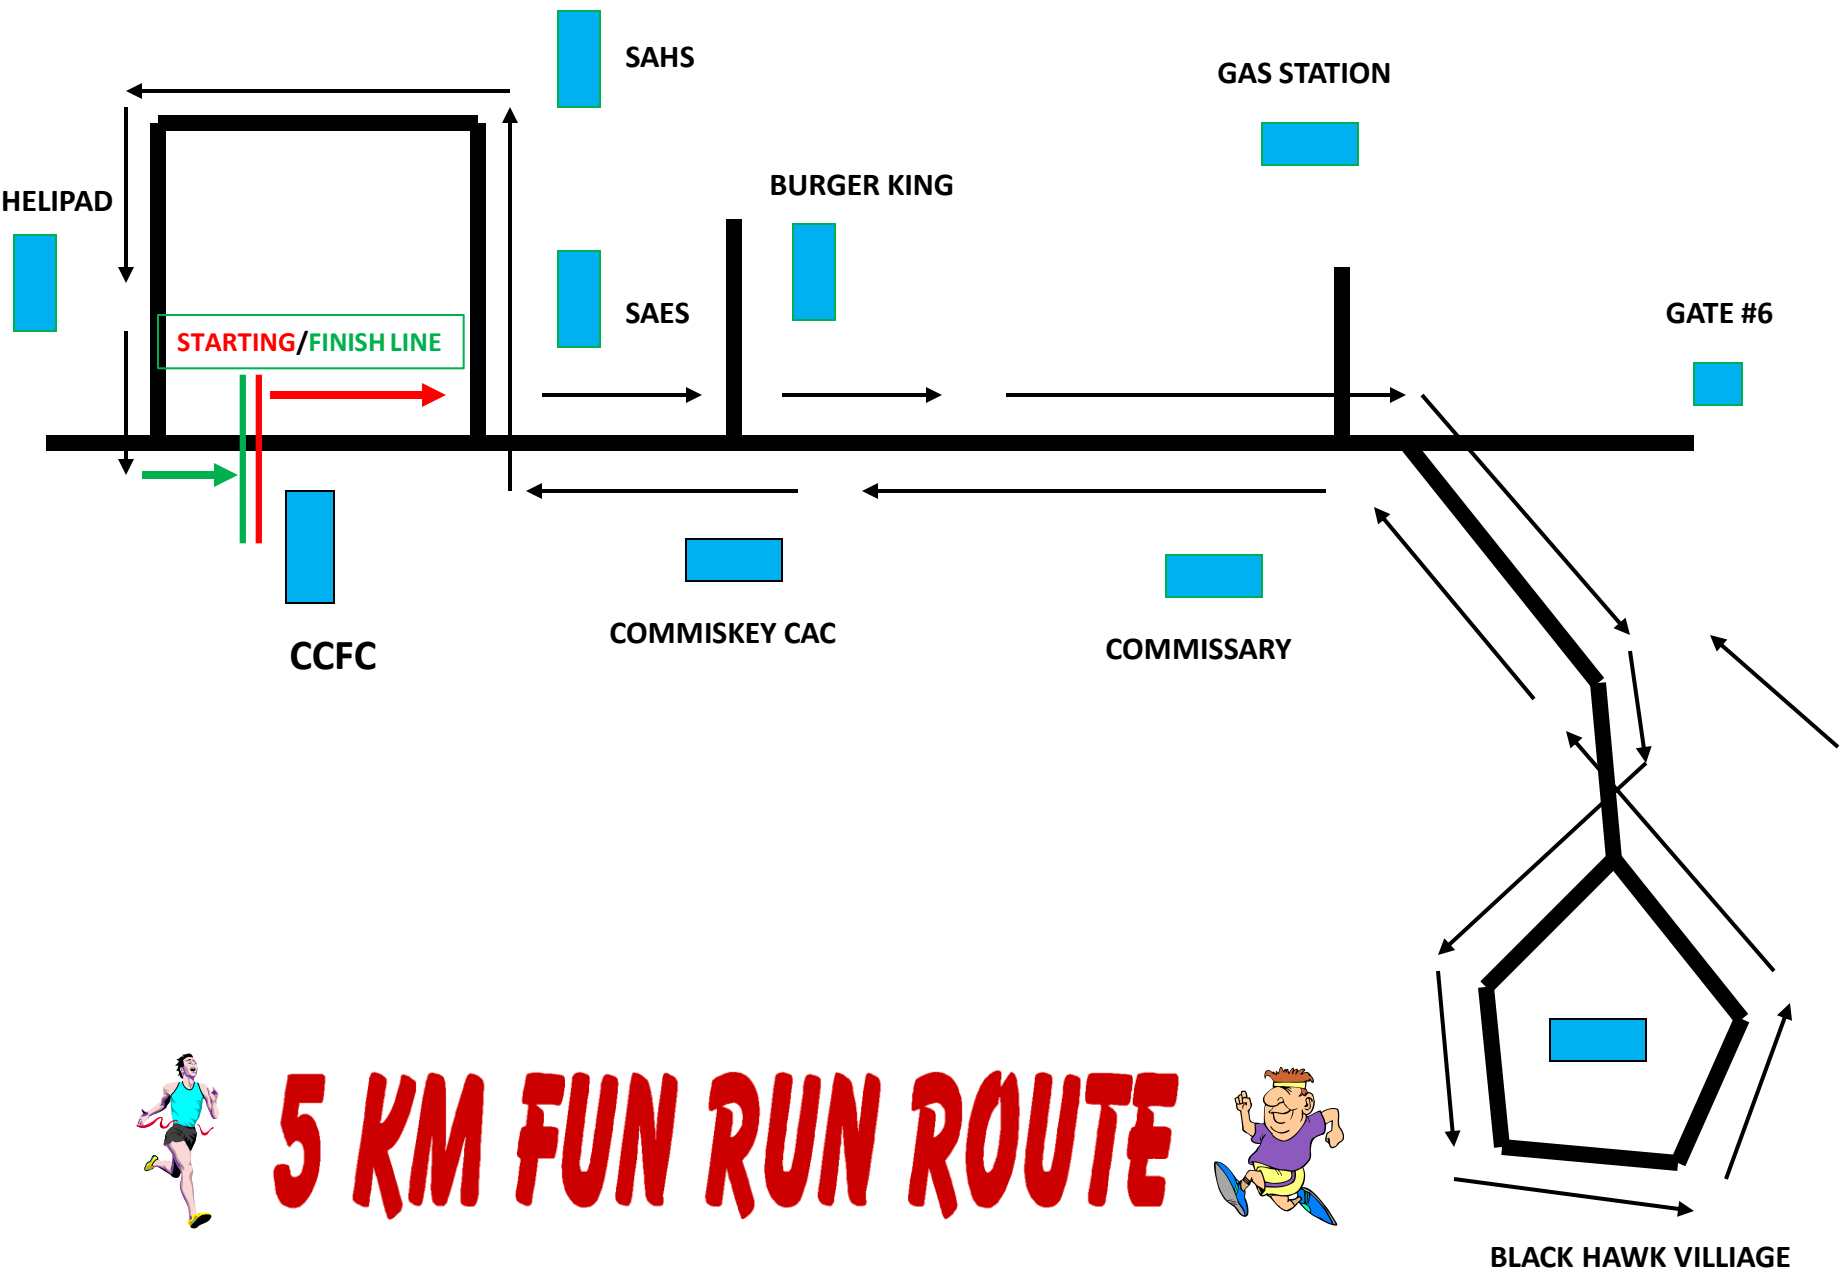 SAHS
GAS STATION
HELIPAD
BURGER KING
SAES
GATE #6
STARTING/FINISH LINE
COMMISKEY CAC
COMMISSARY
CCFC
5 KM FUN RUN ROUTE
BLACK HAWK VILLIAGE